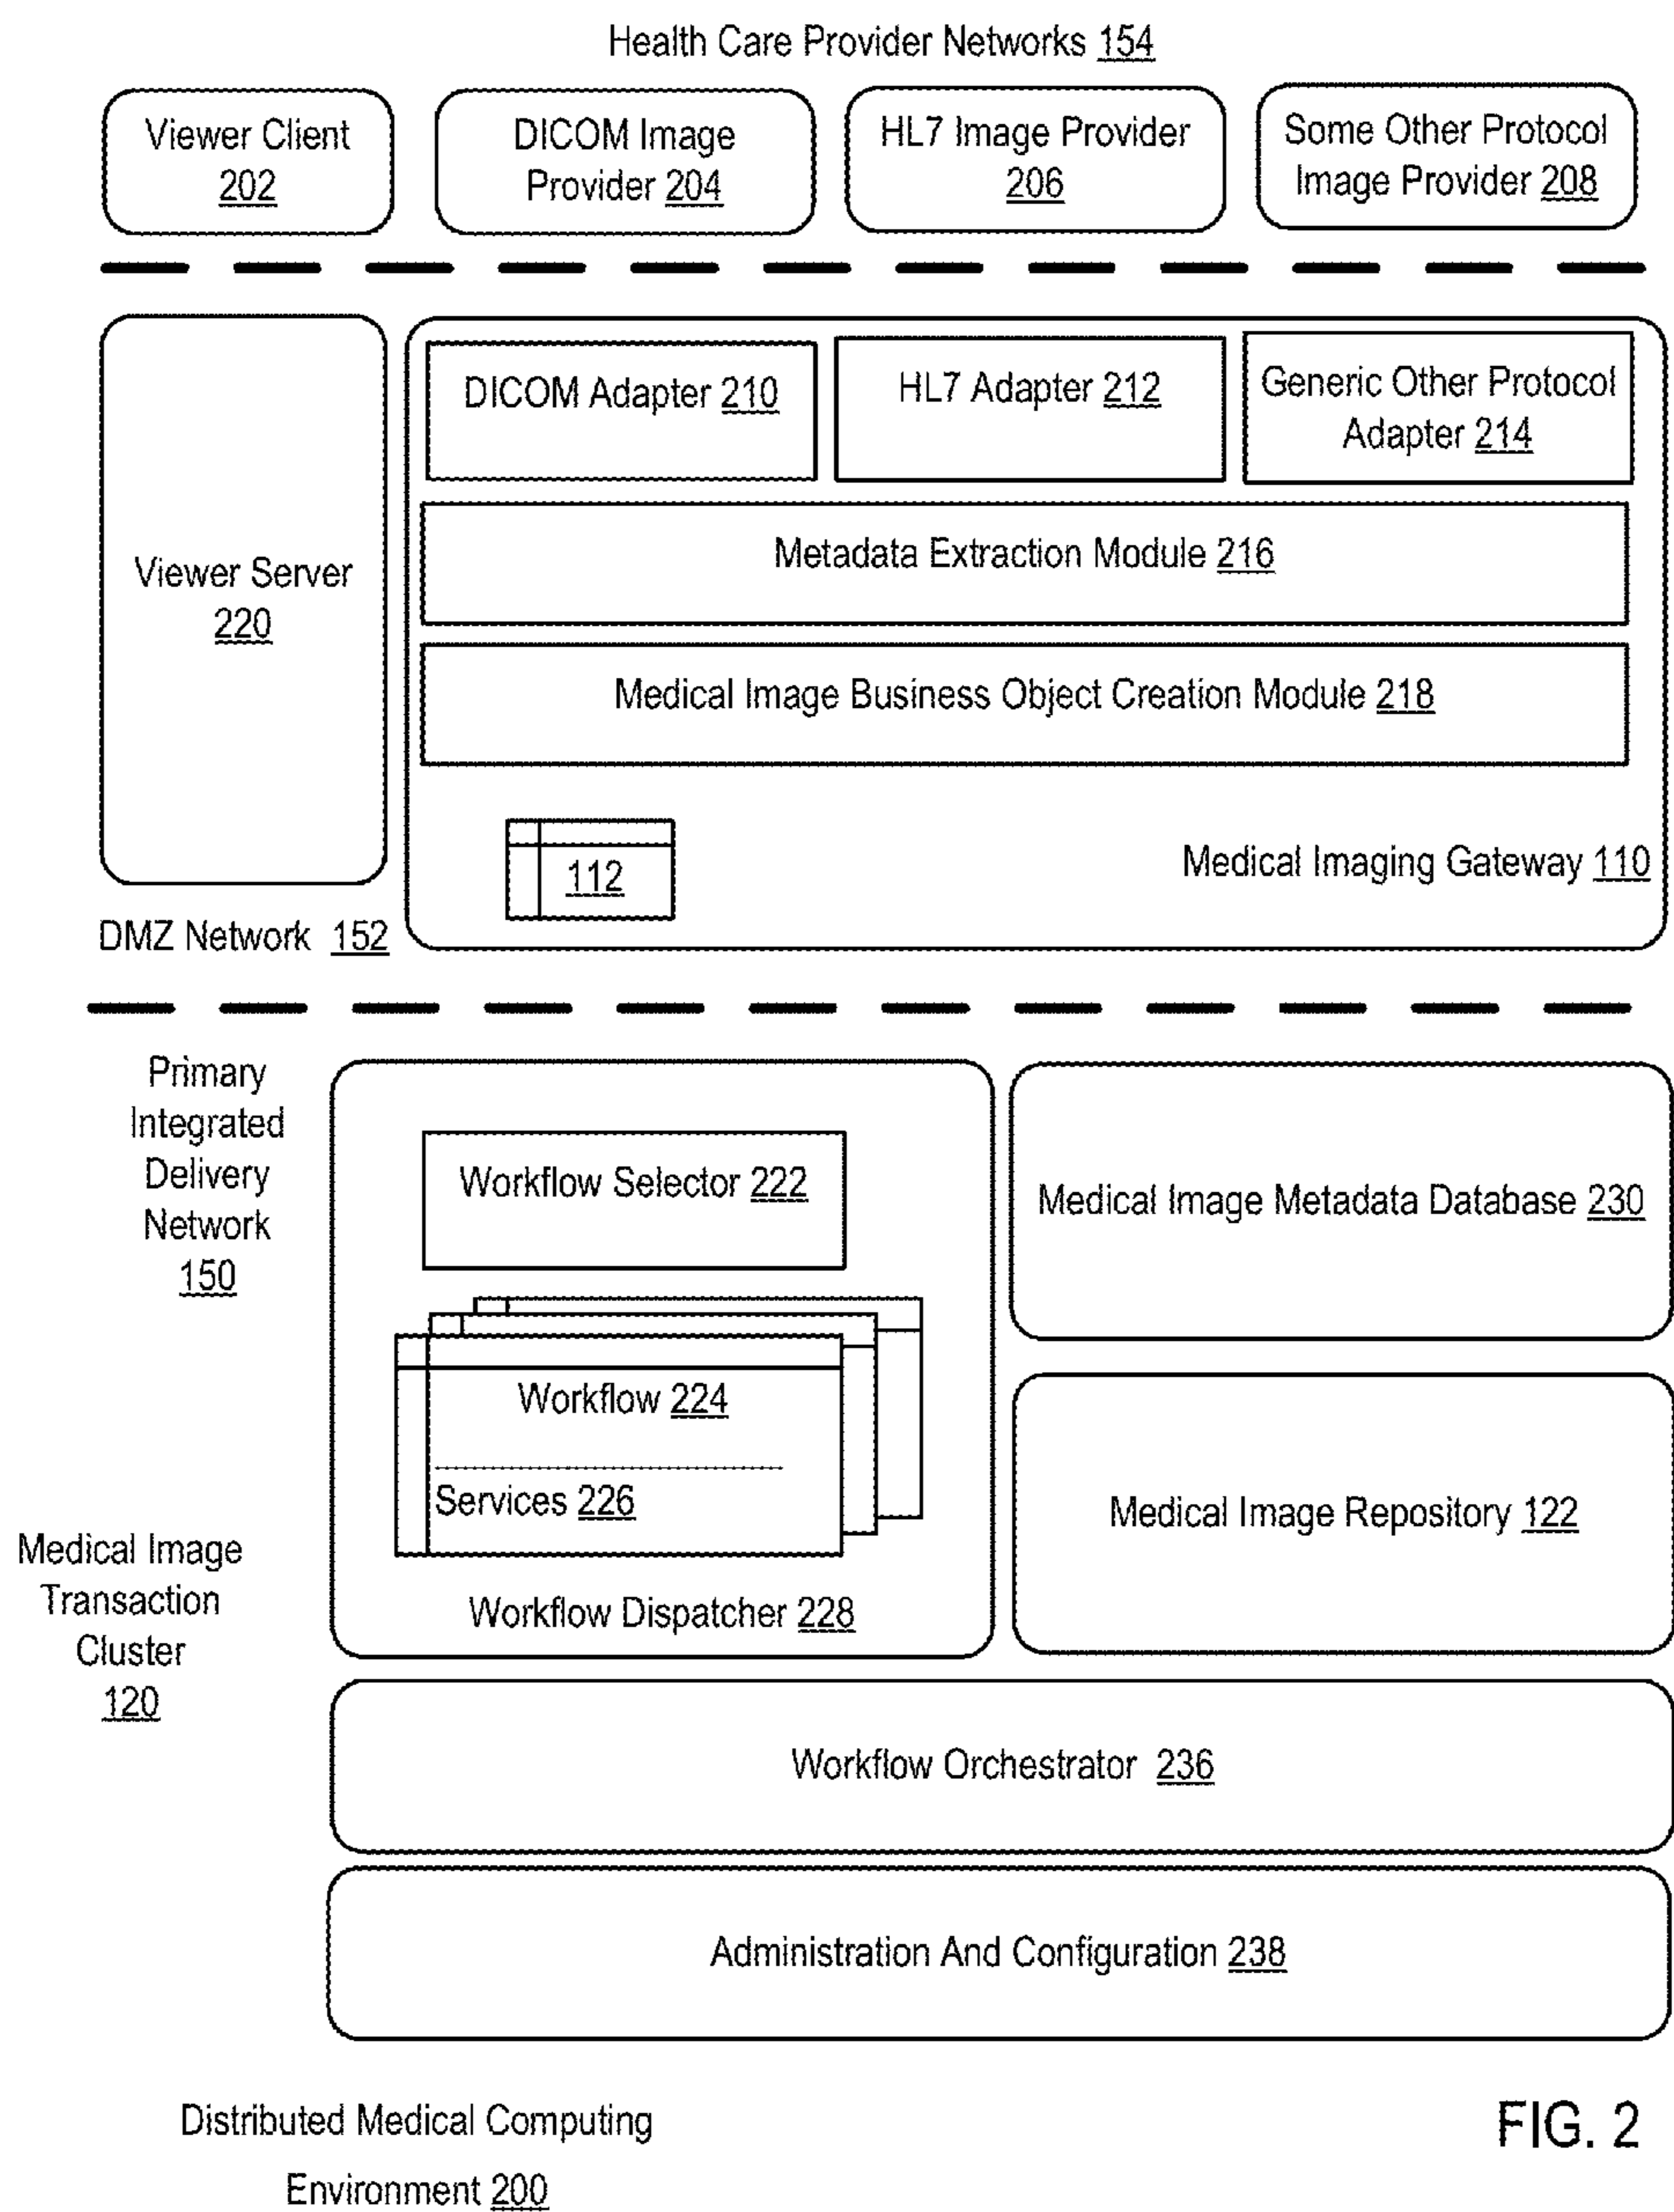 Health Care Provider Networks 154
Viewer Client
202
DICOM Image
Provider 204
HL7 Image Provider
206
Some Other Protocol
Image Provider 208
Viewer Server
220
DICOM Adapter 210
HL7 Adapter 212
Generic Other Protocol
Adapter 214
Metadata Extraction Module 216
Medical Image Business Object Creation Module 218
112
Medical Imaging Gateway 110
DMZ Network 152
Primary
Integrated
Delivery
Network
150
Workflow Selector 222
Medical Image Metadata Database 230
Workflow 224
Services 226
Workflow Dispatcher 228
Medical Image Repository 122
Medical Image
Transaction
Cluster
120
Workflow Orchestrator 236
Administration And Configuration 238
Distributed Medical Computing
Environment 200
FIG. 2